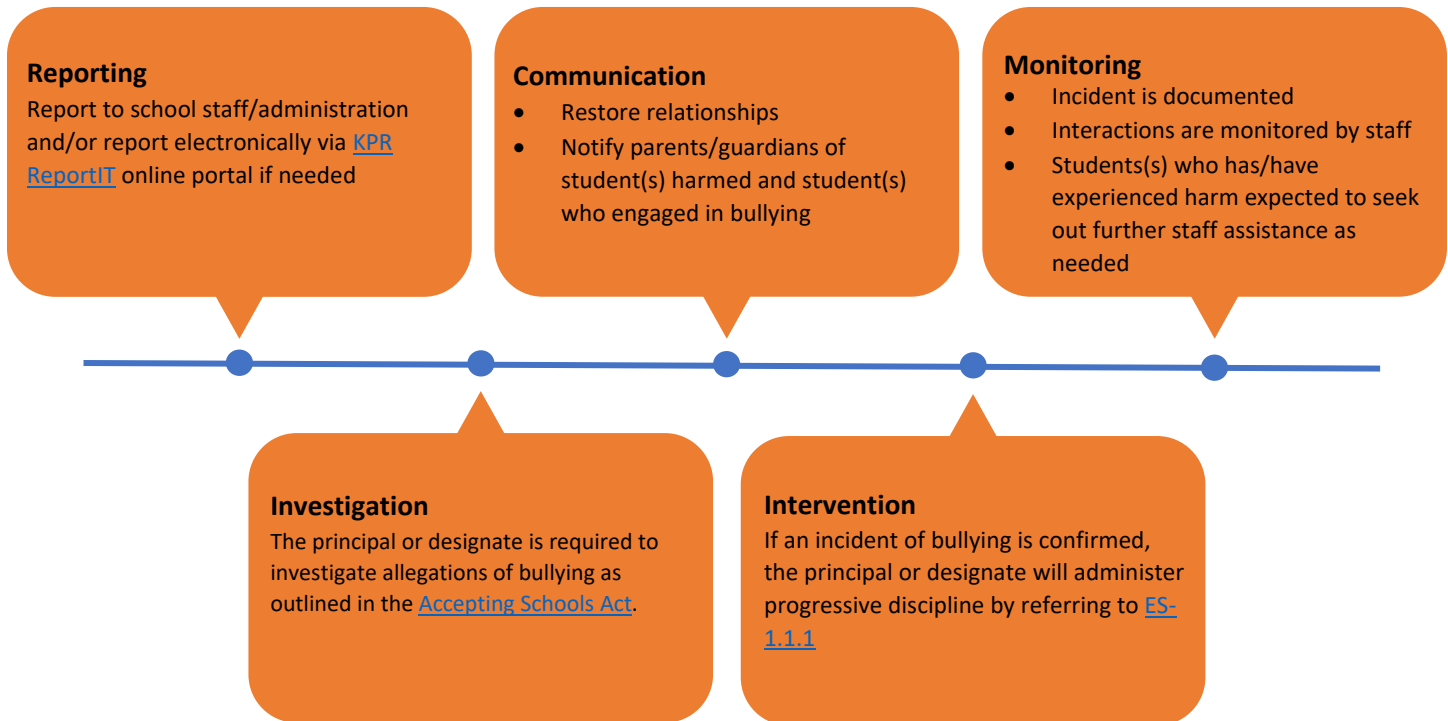 Reporting
Report to school staff/administration
and/or report electronically via KPR
ReportIT online portal if needed
Communication
• Restore relationships
• Notify parents/guardians of
student(s) harmed and student(s)
who engaged in bullying
Monitoring
• Incident is documented
• Interactions are monitored by staff
• Students(s) who has/have
experienced harm expected to seek
out further staff assistance as
needed
Investigation
The principal or designate is required to
investigate allegations of bullying as
outlined in the Accepting Schools Act.
Intervention
If an incident of bullying is confirmed,
the principal or designate will administer
progressive discipline by referring to ES-
1.1.1